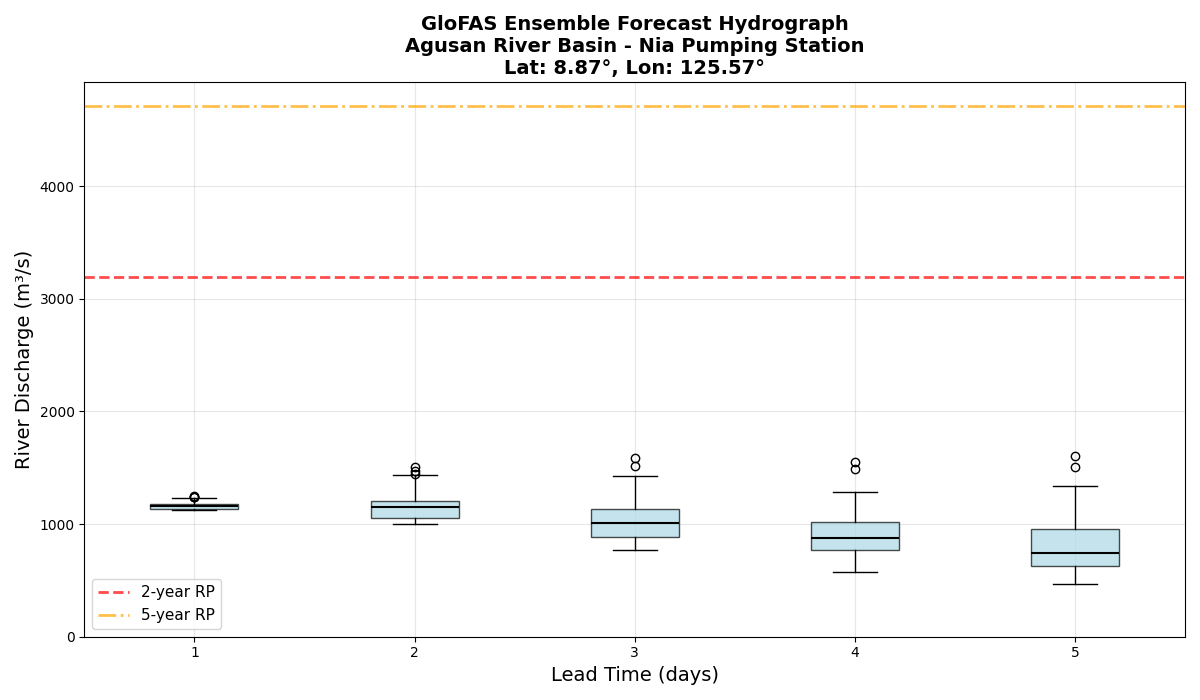 GloFAS Ensemble Forecast Hydrograph
Agusan River Basin - Nia Pumping Station
Lat: 8.87°, Lon: 125.57°
River Discharge (m³/s)
4000
3000
2000
1000
0
2-year RP
5-year RP
1 2 3 4 5
Lead Time (days)